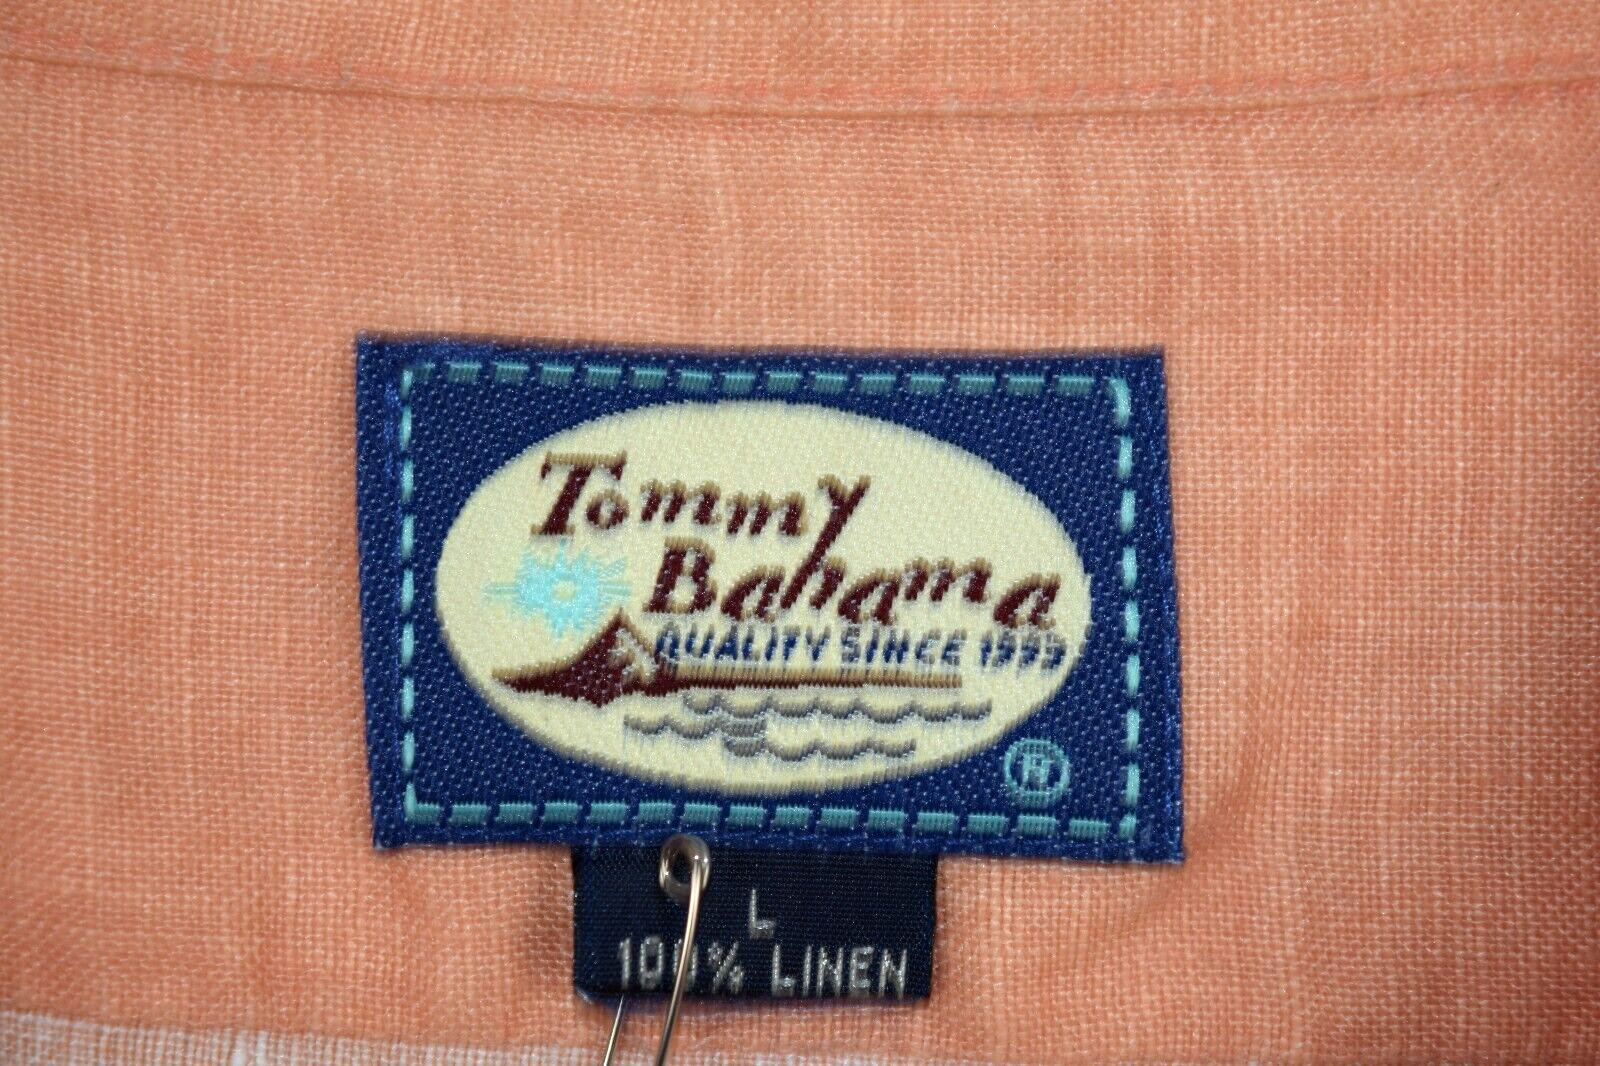 Tommy
Bahama
QUALITY SINCE 1995
®
L
100% LINEN